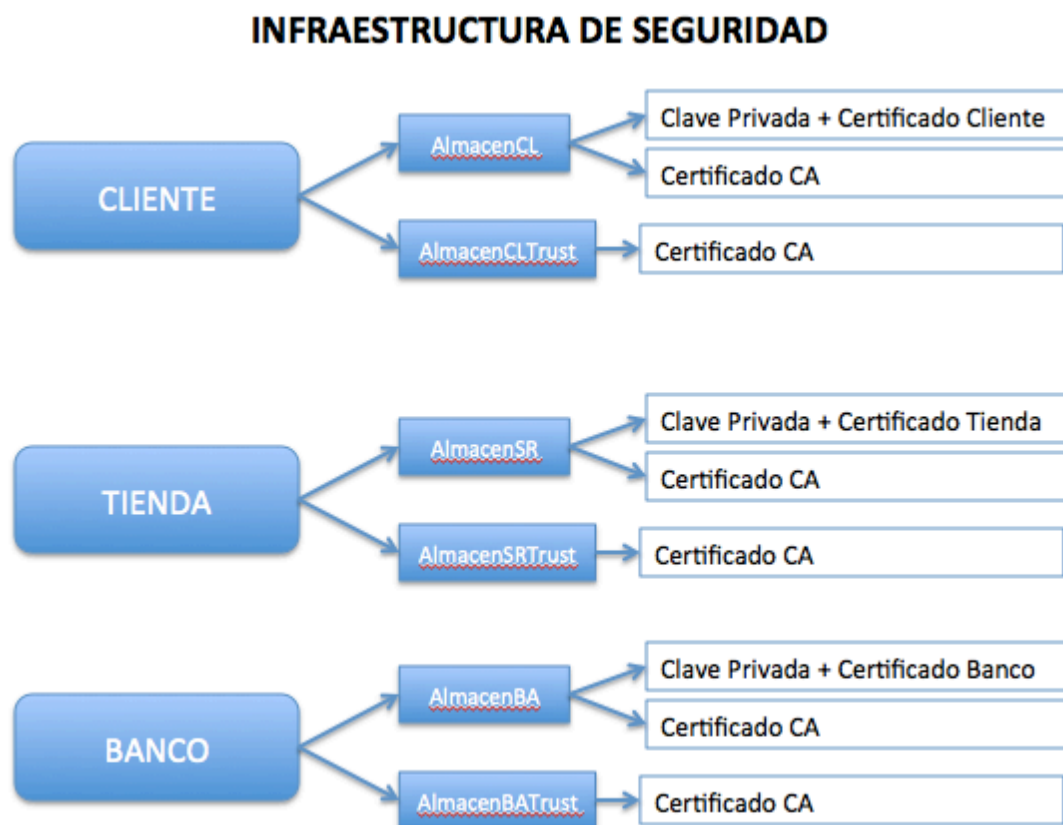 INFRAESTRUCTURA DE SEGURIDAD
CLIENTE
AlmacenCL
Clave Privada + Certificado Cliente
Certificado CA
AlmacenCLTrust
Certificado CA
TIENDA
AlmacenSR
Clave Privada + Certificado Tienda
Certificado CA
AlmacenSRTrust
Certificado CA
BANCO
AlmacenBA
Clave Privada + Certificado Banco
Certificado CA
AlmacenBATrust
Certificado CA